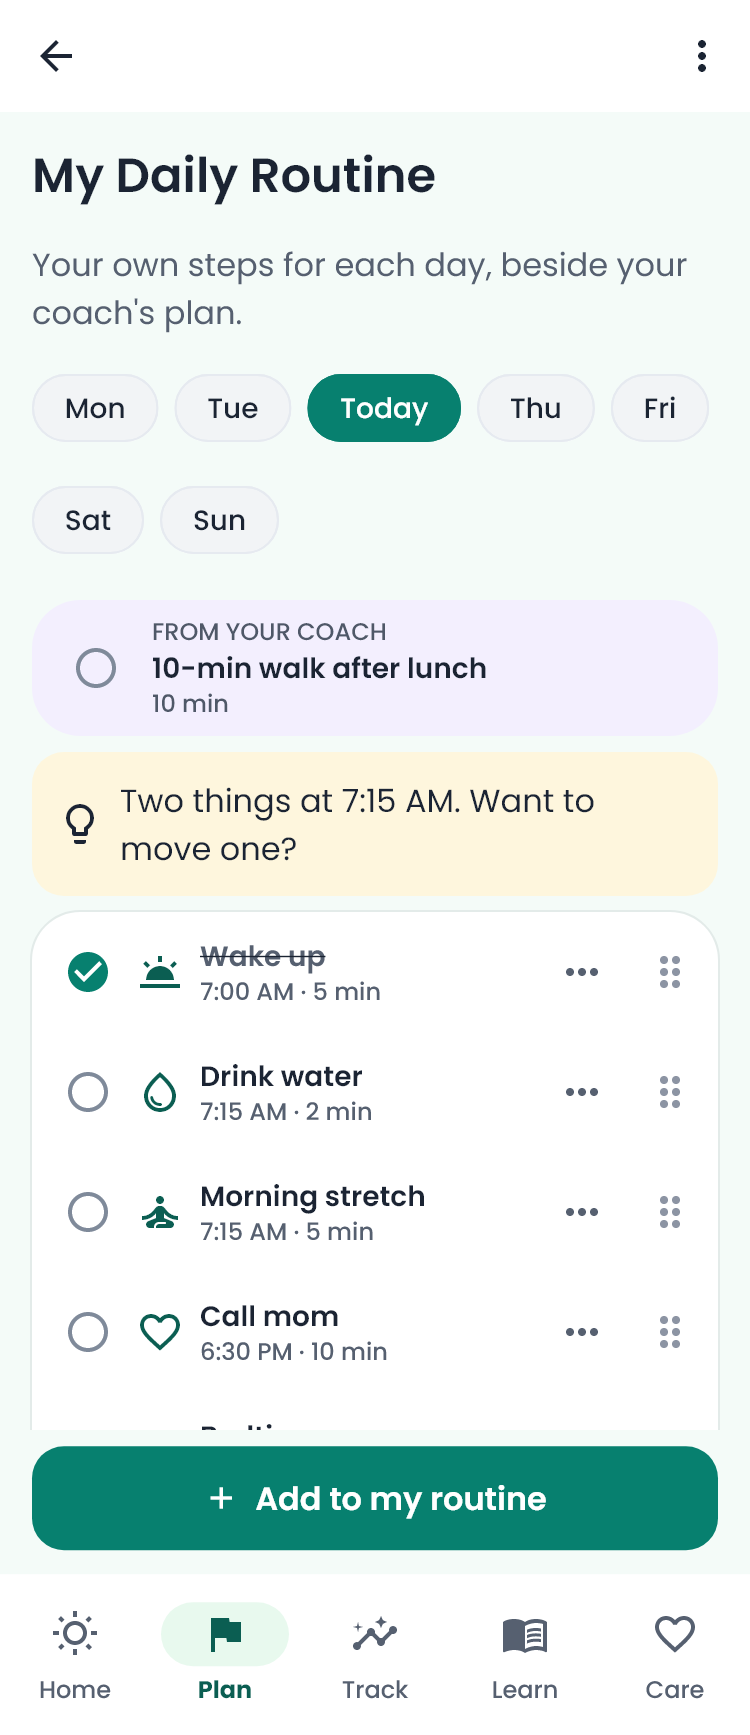 My Daily Routine
Your own steps for each day, beside your
coach's plan.
Mon
Tue
Today
Thu
Fri
Sat
Sun
FROM YOUR COACH
10-min walk after lunch
10 min
Two things at 7:15 AM. Want to
move one?
Wake up
7:00 AM · 5 min
Drink water
7:15 AM · 2 min
Morning stretch
7:15 AM · 5 min
Call mom
6:30 PM · 10 min
+ Add to my routine
Home
Plan
Track
Learn
Care